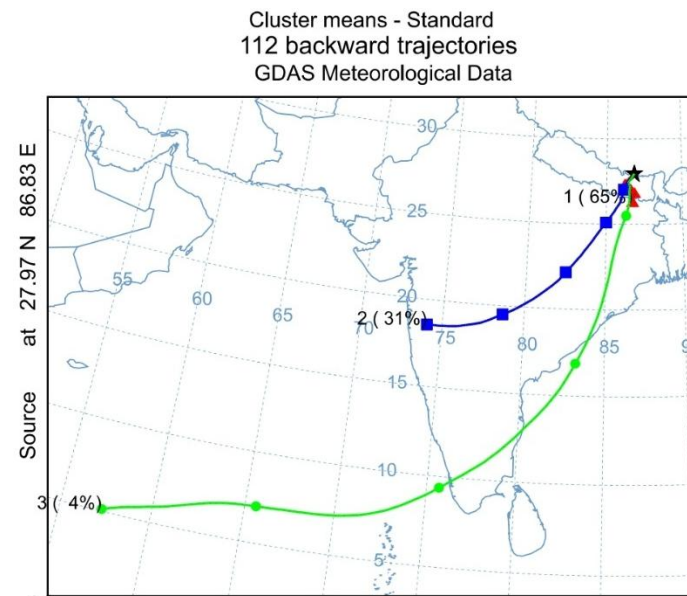 Cluster means - Standard
112 backward trajectories
GDAS Meteorological Data
Source at 27.97 N 86.83 E
30
1 ( 65%
25
55
60
20
65
2 ( 31%)
70
75
80
85
9
15
10
3 ( 4%)
5